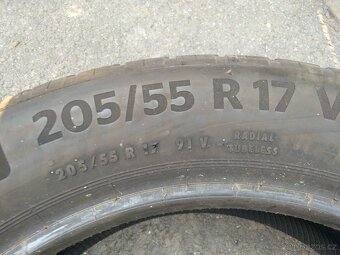 205/55 R 17 V
205/55 R 17 91 V RADIAL
TUBELESS